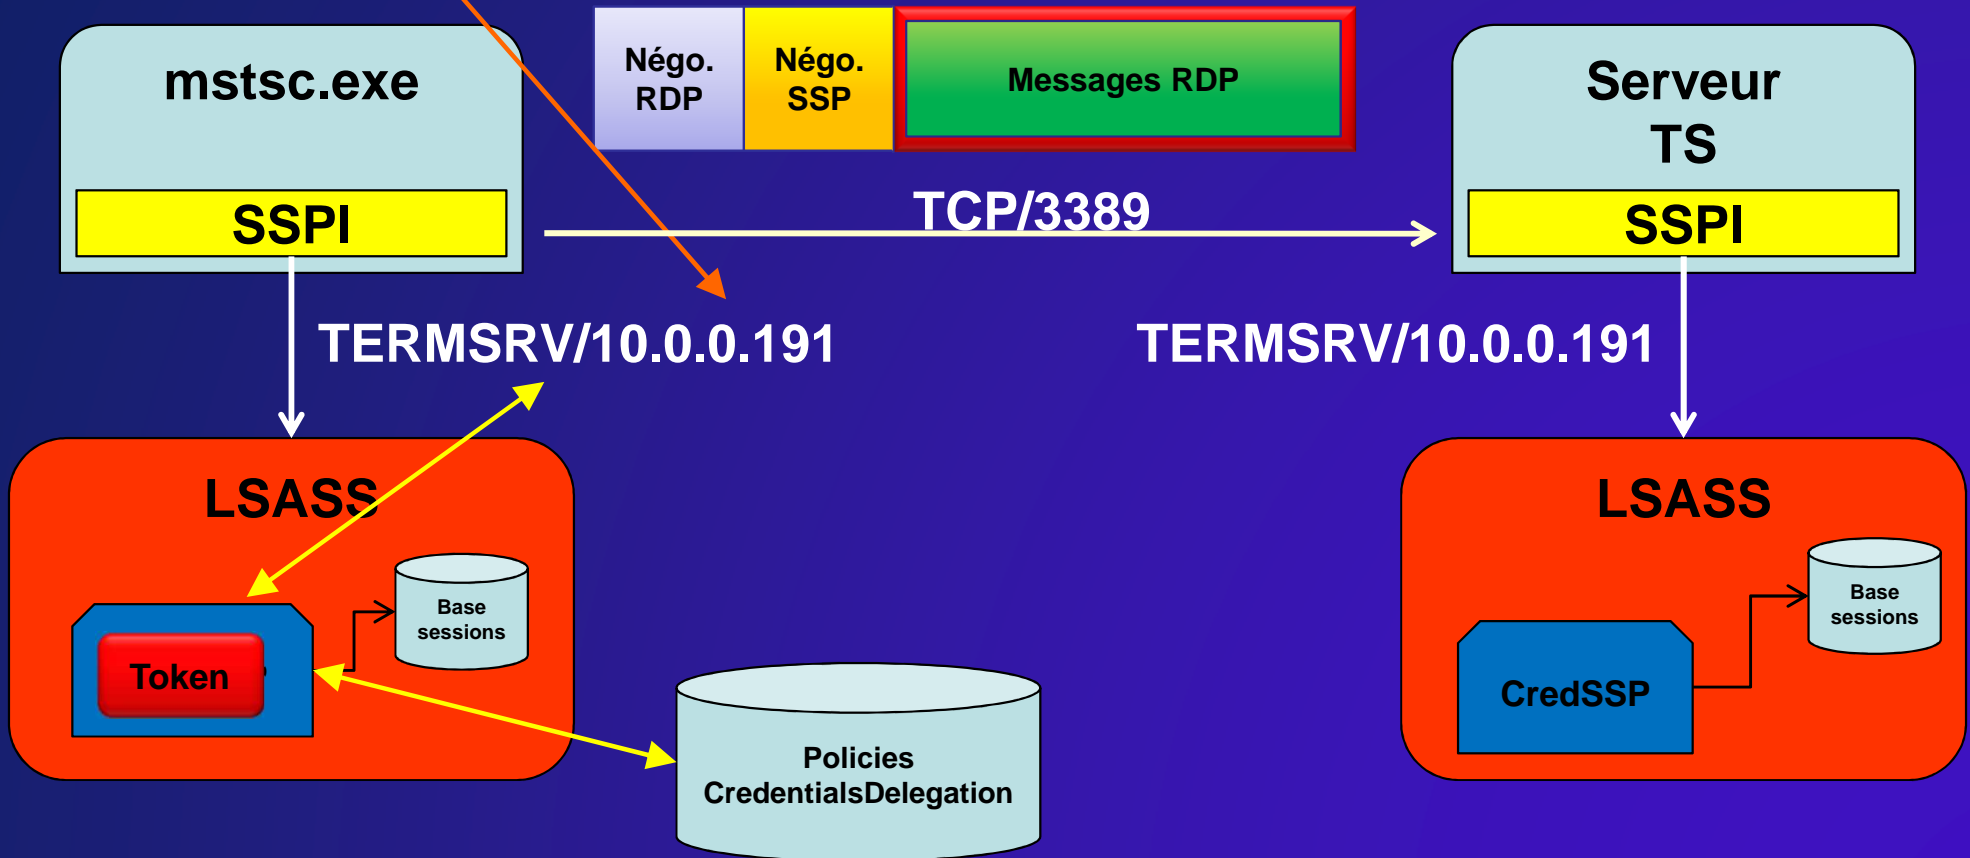 mstsc.exe
SSPI
Négo.
RDP
Négo.
SSP
Messages RDP
TCP/3389
Serveur
TS
SSPI
TERMSRV/10.0.0.191
TERMSRV/10.0.0.191
LSASS
Base
sessions
Token
Policies
CredentialsDelegation
LSASS
Base
sessions
CredSSP